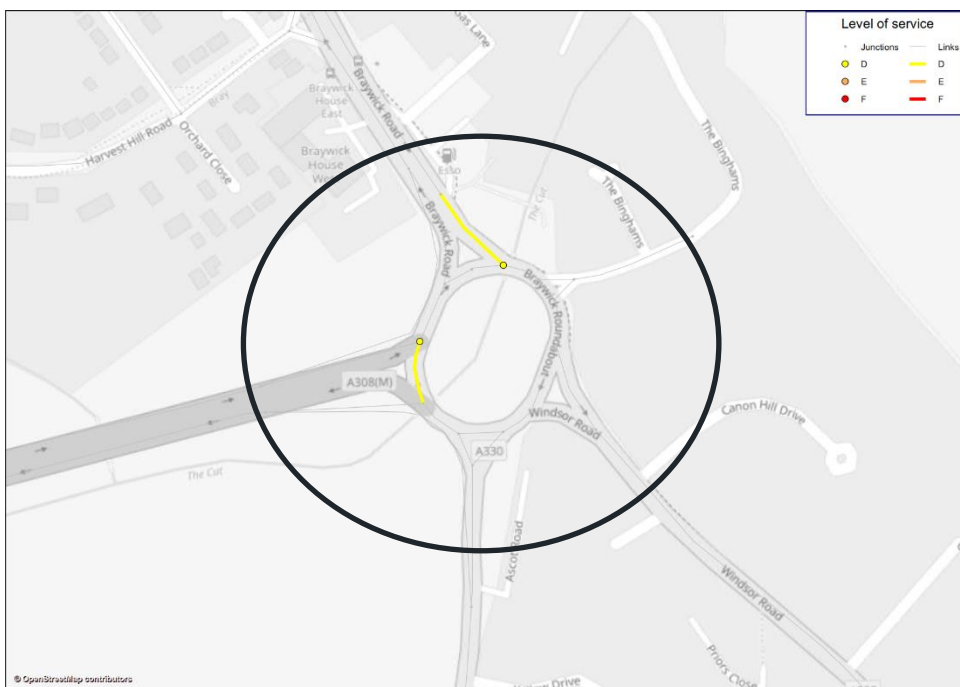 Level of service
Junctions Links
D D
E E
F F
Braywick Road
Braywick
House
East
Bray
Harvest Hill Road
Orchard Close
Braywick
House
Esso
The Cut
The Binghams
The
Binghams
Braywick Road
Braywick Roundabout
A308(M)
Canon Hill Drive
Windsor Road
A330
The Cut
Ascot Road
Windsor Road
Priors Close
Drive
© OpenStreetMap contributors